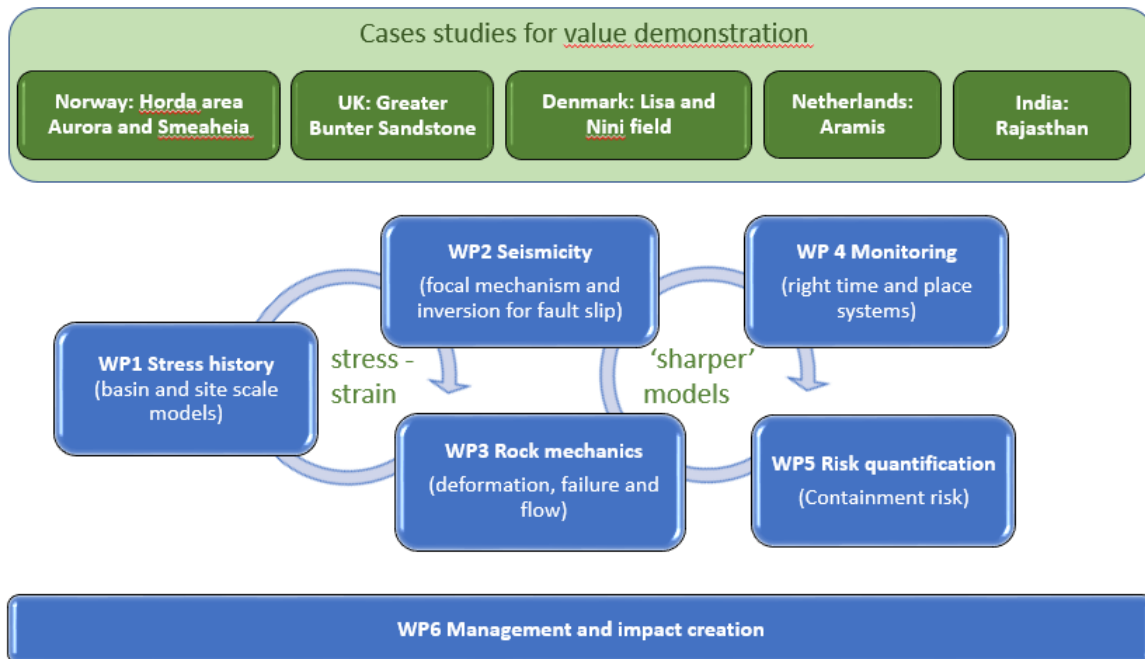 Cases studies for value demonstration
Norway: Horda area
Aurora and Smeaheia
UK: Greater
Bunter Sandstone
Denmark: Lisa and
Nini field
Netherlands:
Aramis
India:
Rajasthan
WP2 Seismicity
(focal mechanism and
inversion for fault slip)
WP 4 Monitoring
(right time and place
systems)
WP1 Stress history
(basin and site scale
models)
stress -
strain
'sharper'
models
WP3 Rock mechanics
(deformation, failure and
flow)
WP5 Risk quantification
(Containment risk)
WP6 Management and impact creation